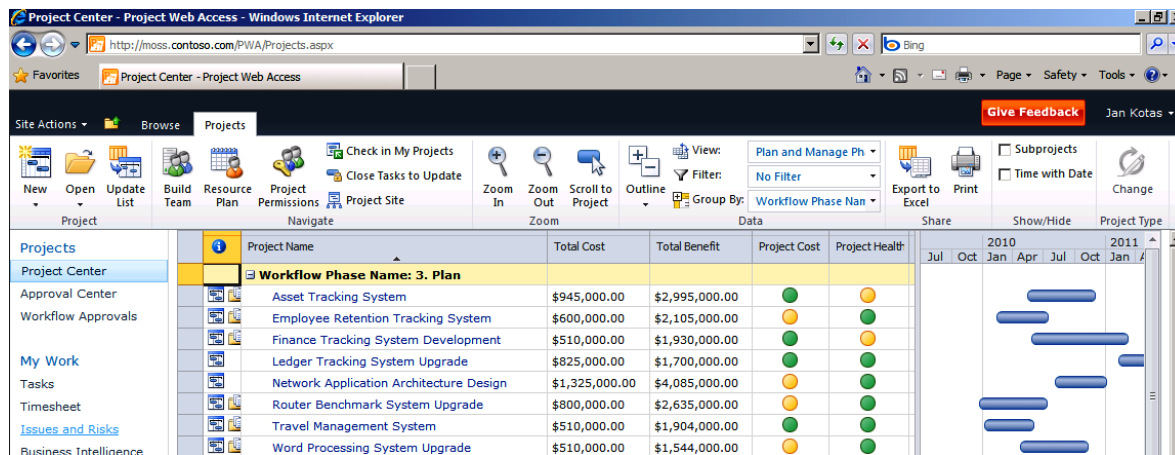 Project Center - Project Web Access - Windows Internet Explorer
http://moss.contoso.com/PWA/Projects.aspx
Bing
Favorites
Project Center - Project Web Access
Page
Safety
Tools
Give Feedback
Jan Kotas
Site Actions
Browse
Projects
New
Open
Update List
Project
Build Team
Resource Plan
Project Permissions
Check in My Projects
Close Tasks to Update
Project Site
Navigate
Zoom In
Zoom Out
Scroll to Project
Zoom
Outline
View:
Plan and Manage Ph
Filter:
No Filter
Group By:
Workflow Phase Nan
Data
Export to Excel
Print
Share
Subprojects
Time with Date
Show/Hide
Change
Project Type
Projects
Project Center
Approval Center
Workflow Approvals
My Work
Tasks
Timesheet
Issues and Risks
Business Intelligence
Project Name Total Cost Total Benefit Project Cost Project Health
2010 2011
Jul Oct Jan Apr Jul Oct Jan
Workflow Phase Name: 3. Plan
Asset Tracking System $945,000.00 $2,995,000.00
Employee Retention Tracking System $600,000.00 $2,105,000.00
Finance Tracking System Development $510,000.00 $1,930,000.00
Ledger Tracking System Upgrade $825,000.00 $1,700,000.00
Network Application Architecture Design $1,325,000.00 $4,085,000.00
Router Benchmark System Upgrade $800,000.00 $2,635,000.00
Travel Management System $510,000.00 $1,904,000.00
Word Processing System Upgrade $510,000.00 $1,544,000.00